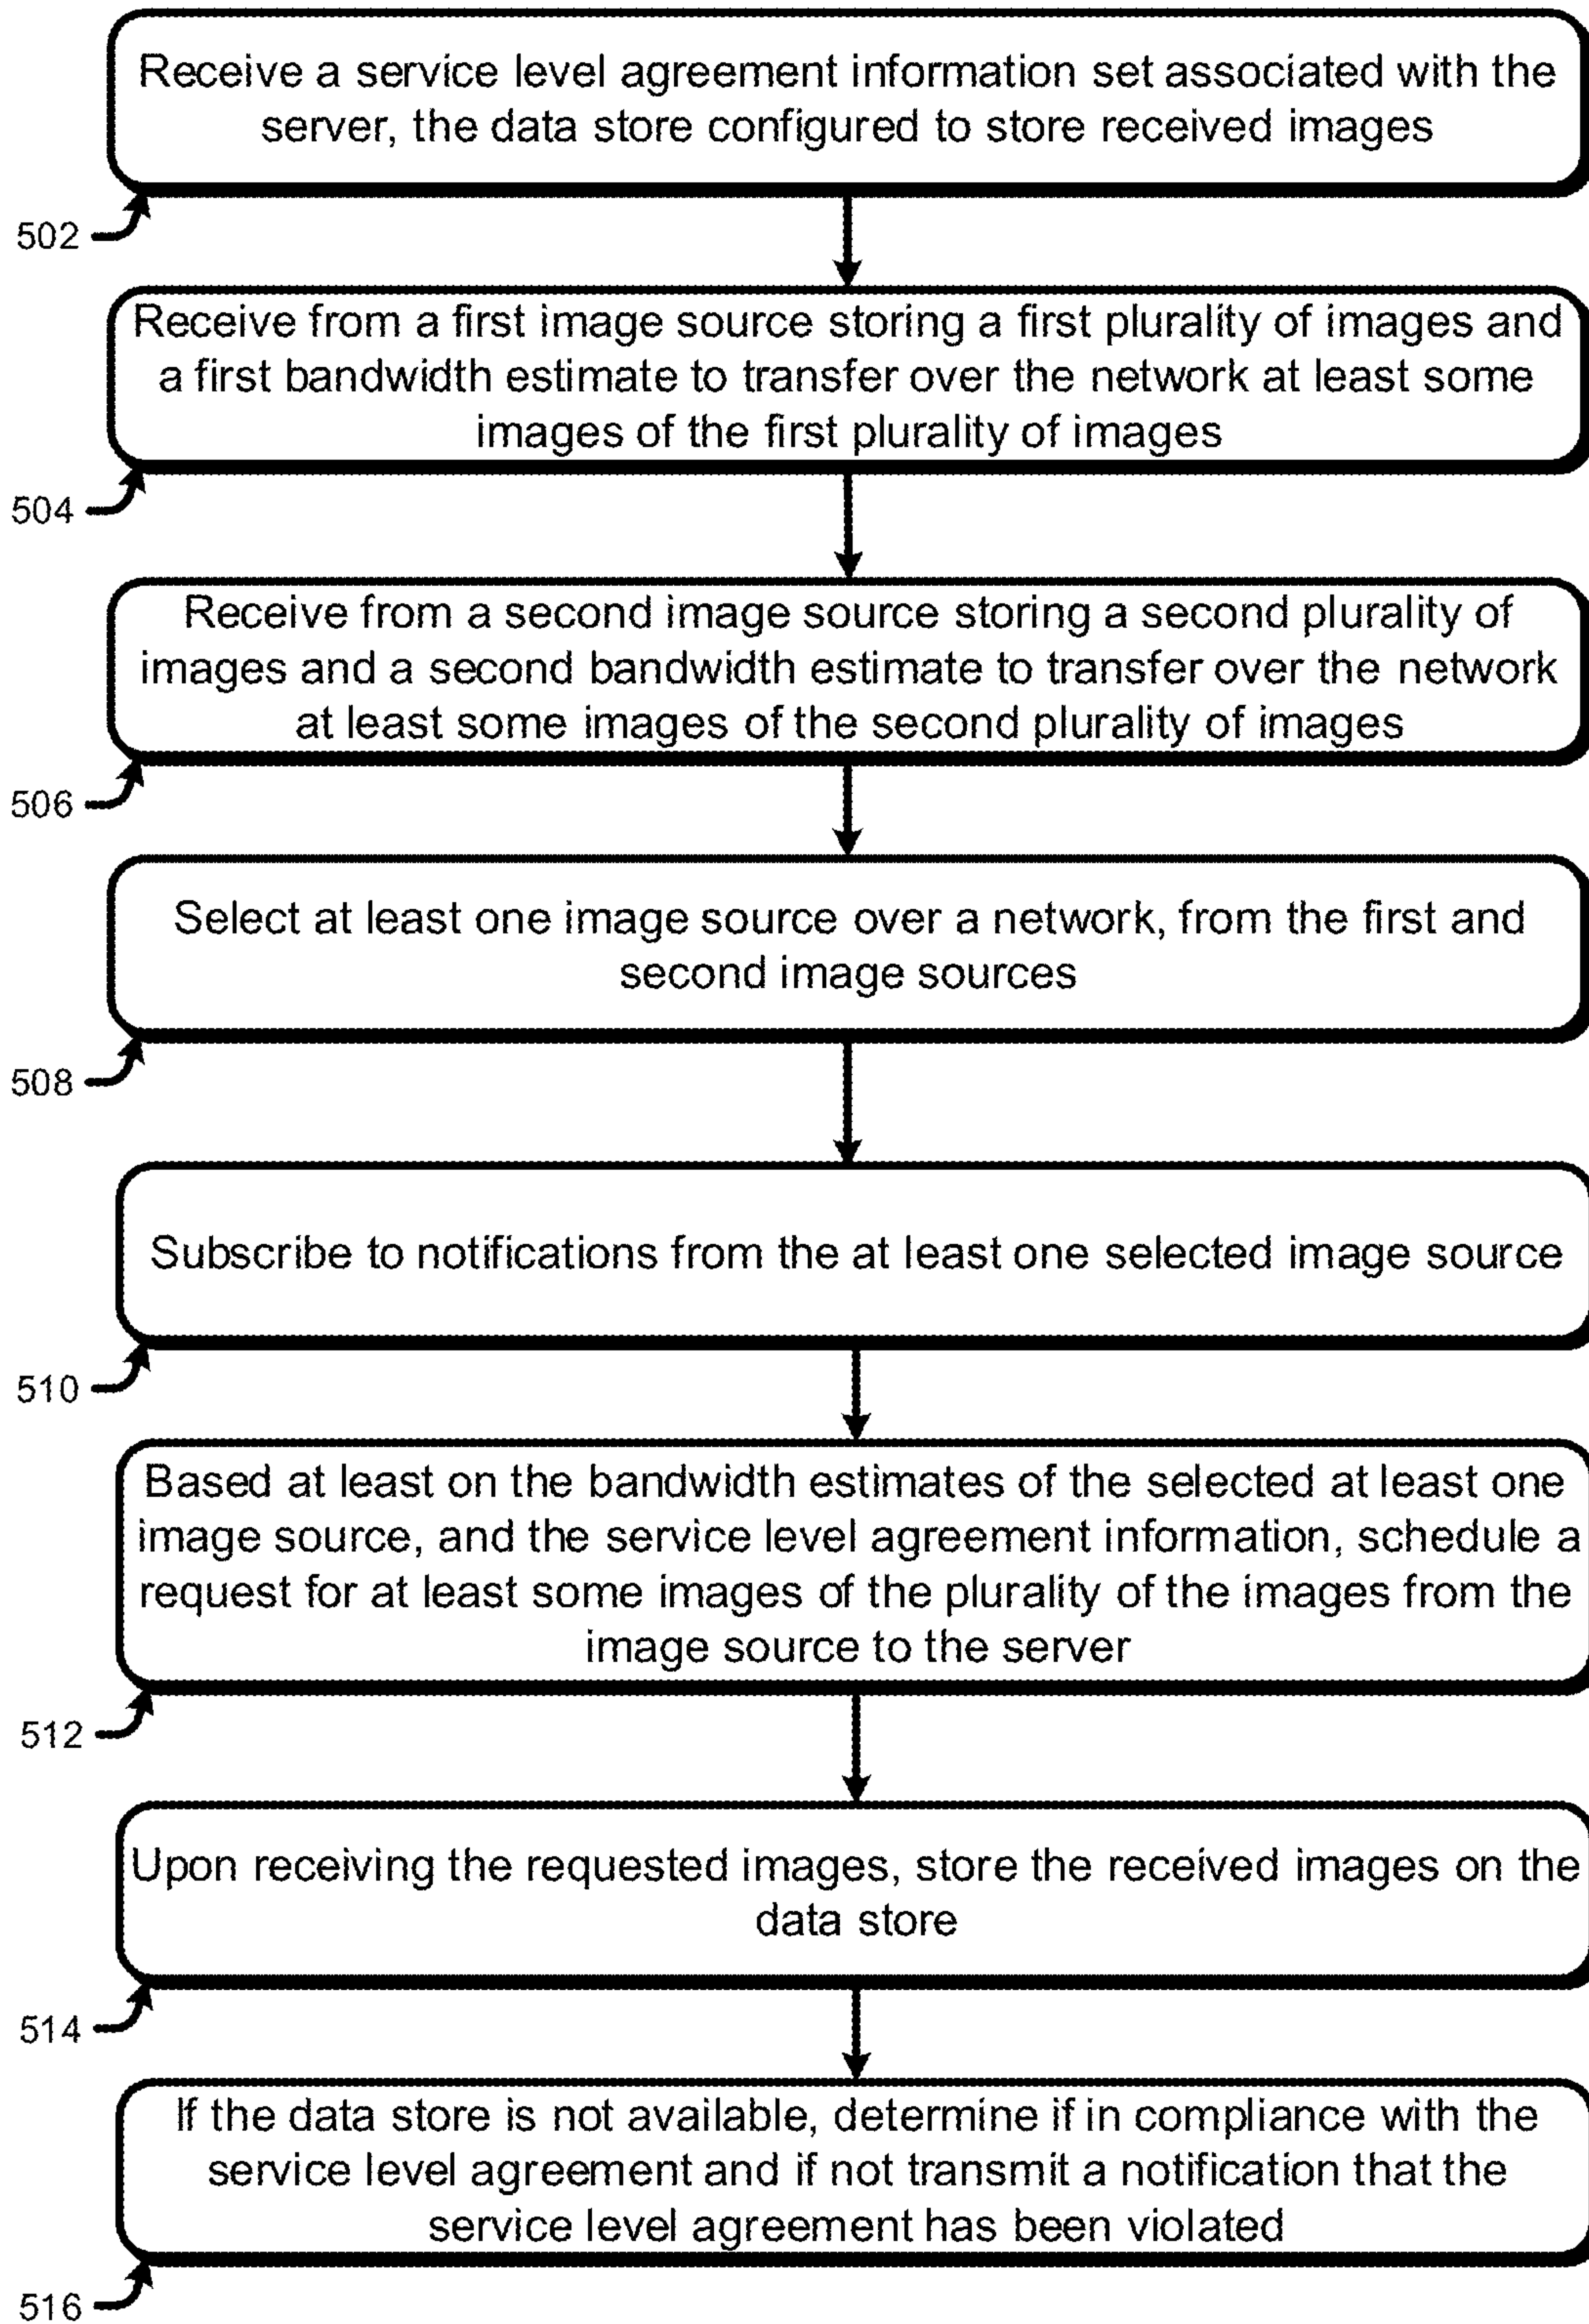 Receive a service level agreement information set associated with the
server, the data store configured to store received images
502
Receive from a first image source storing a first plurality of images and
a first bandwidth estimate to transfer over the network at least some
images of the first plurality of images
504
Receive from a second image source storing a second plurality of
images and a second bandwidth estimate to transfer over the network
at least some images of the second plurality of images
506
Select at least one image source over a network, from the first and
second image sources
508
Subscribe to notifications from the at least one selected image source
510
Based at least on the bandwidth estimates of the selected at least one
image source, and the service level agreement information, schedule a
request for at least some images of the plurality of the images from the
image source to the server
512
Upon receiving the requested images, store the received images on the
data store
514
If the data store is not available, determine if in compliance with the
service level agreement and if not transmit a notification that the
service level agreement has been violated
516